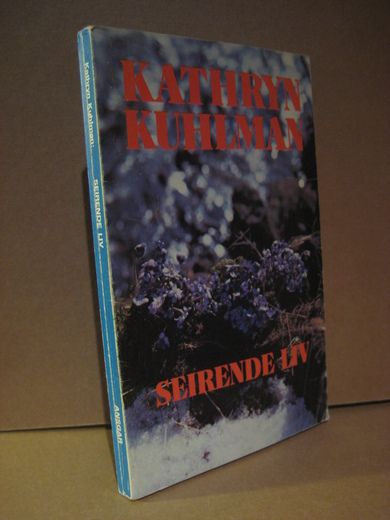 KATHRYN
KUHLMAN
SEIRENDE LIV
Kathryn Kuhlman:
SEIRENDE LIV
ANSGAR